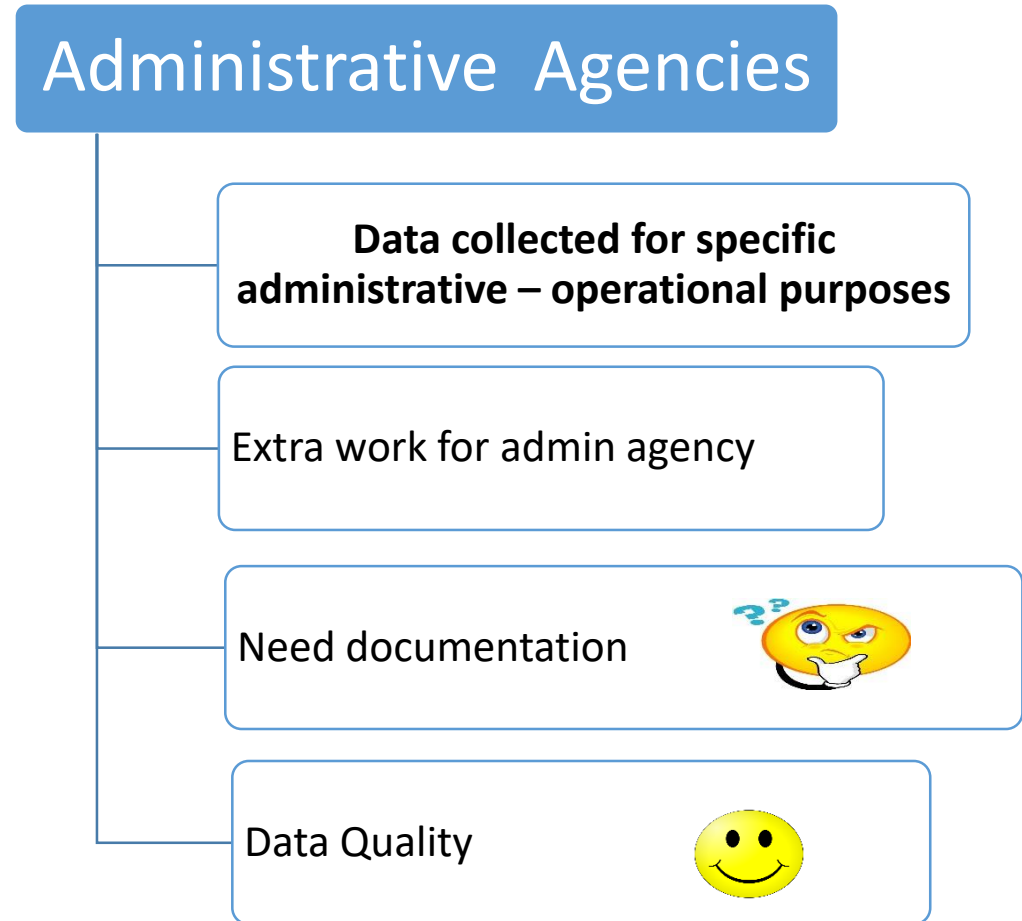 Administrative Agencies
Data collected for specific
administrative – operational purposes
Extra work for admin agency
Need documentation
??
Data Quality